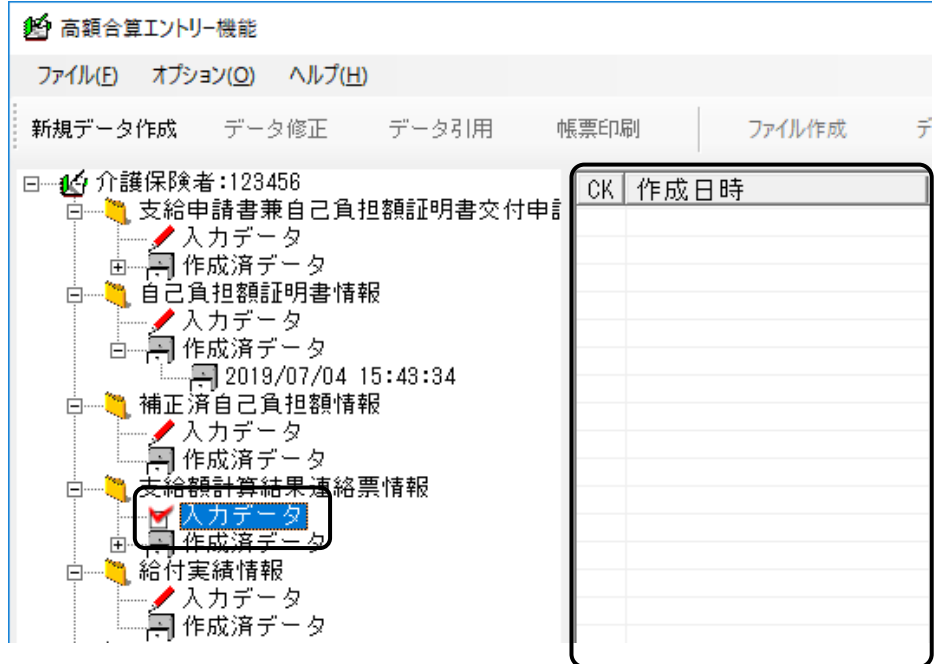 高額合算エントリー機能
ファイル(F) オプション(O) ヘルプ(H)
新規データ作成 データ修正 データ引用 帳票印刷 ファイル作成 デ
介護保険者:123456
支給申請書兼自己負担額証明書交付申請
入力データ
作成済データ
自己負担額証明書情報
入力データ
作成済データ
2019/07/04 15:43:34
補正済自己負担額情報
入力データ
作成済データ
支給額計算結果連絡票情報
入力データ
作成済データ
給付実績情報
入力データ
作成済データ
CK 作成日時